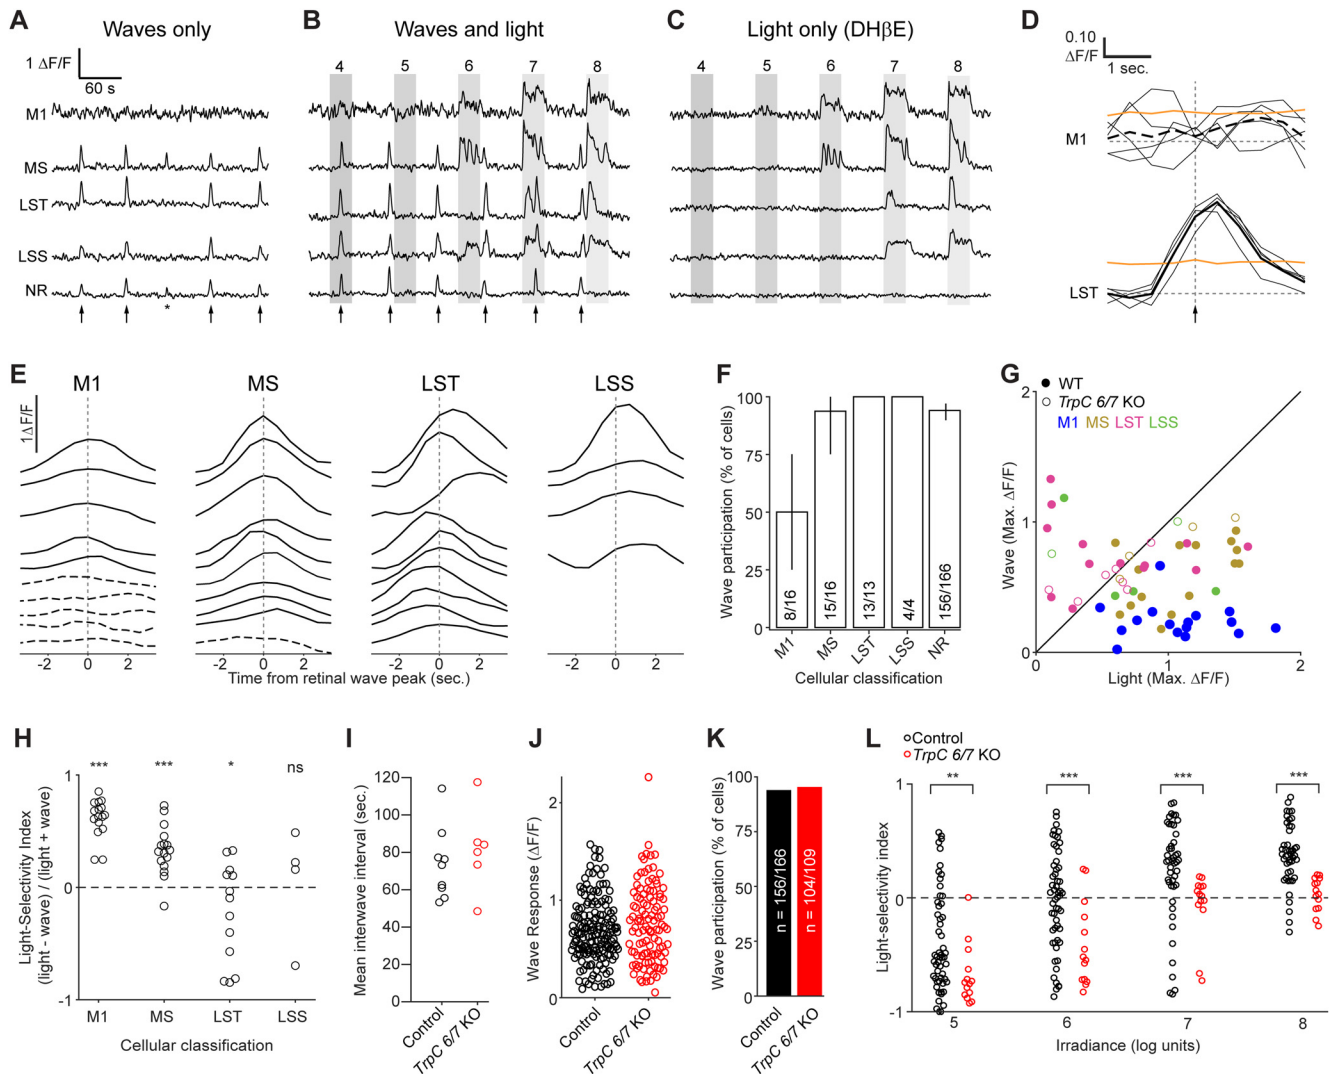 A Waves only
1 ΔF/F
60 s
M1
MS
LST
LSS
NR
*
B Waves and light
4 5 6 7 8
C Light only (DHβE)
4 5 6 7 8
D
0.10
ΔF/F
1 sec.
M1
LST
E
1ΔF/F
M1 MS LST LSS
-2 0 2 -2 0 2 -2 0 2 -2 0 2
Time from retinal wave peak (sec.)
F
Wave participation (% of cells)
100
75
50
25
0
8/16 15/16 13/13 4/4 156/166
M1 MS LST LSS NR
Cellular classification
G
WT
TrpC 6/7 KO
M1 MS LST LSS
Wave (Max. ΔF/F)
2
1
0
0 1 2
Light (Max. ΔF/F)
H
Light-Selectivity Index
(light - wave) / (light + wave)
*** *** * ns
1
0
-1
M1 MS LST LSS
Cellular classification
I
Mean interwave interval (sec.)
120
100
80
60
40
20
0
Control
TrpC 6/7 KO
J
Wave Response (ΔF/F)
2
1
0
Control
TrpC 6/7 KO
K
Wave participation (% of cells)
100
75
50
25
0
n = 156/166
n = 104/109
Control
TrpC 6/7 KO
L
Control
TrpC 6/7 KO
Light-selectivity index
** *** *** ***
1
0
-1
5 6 7 8
Irradiance (log units)